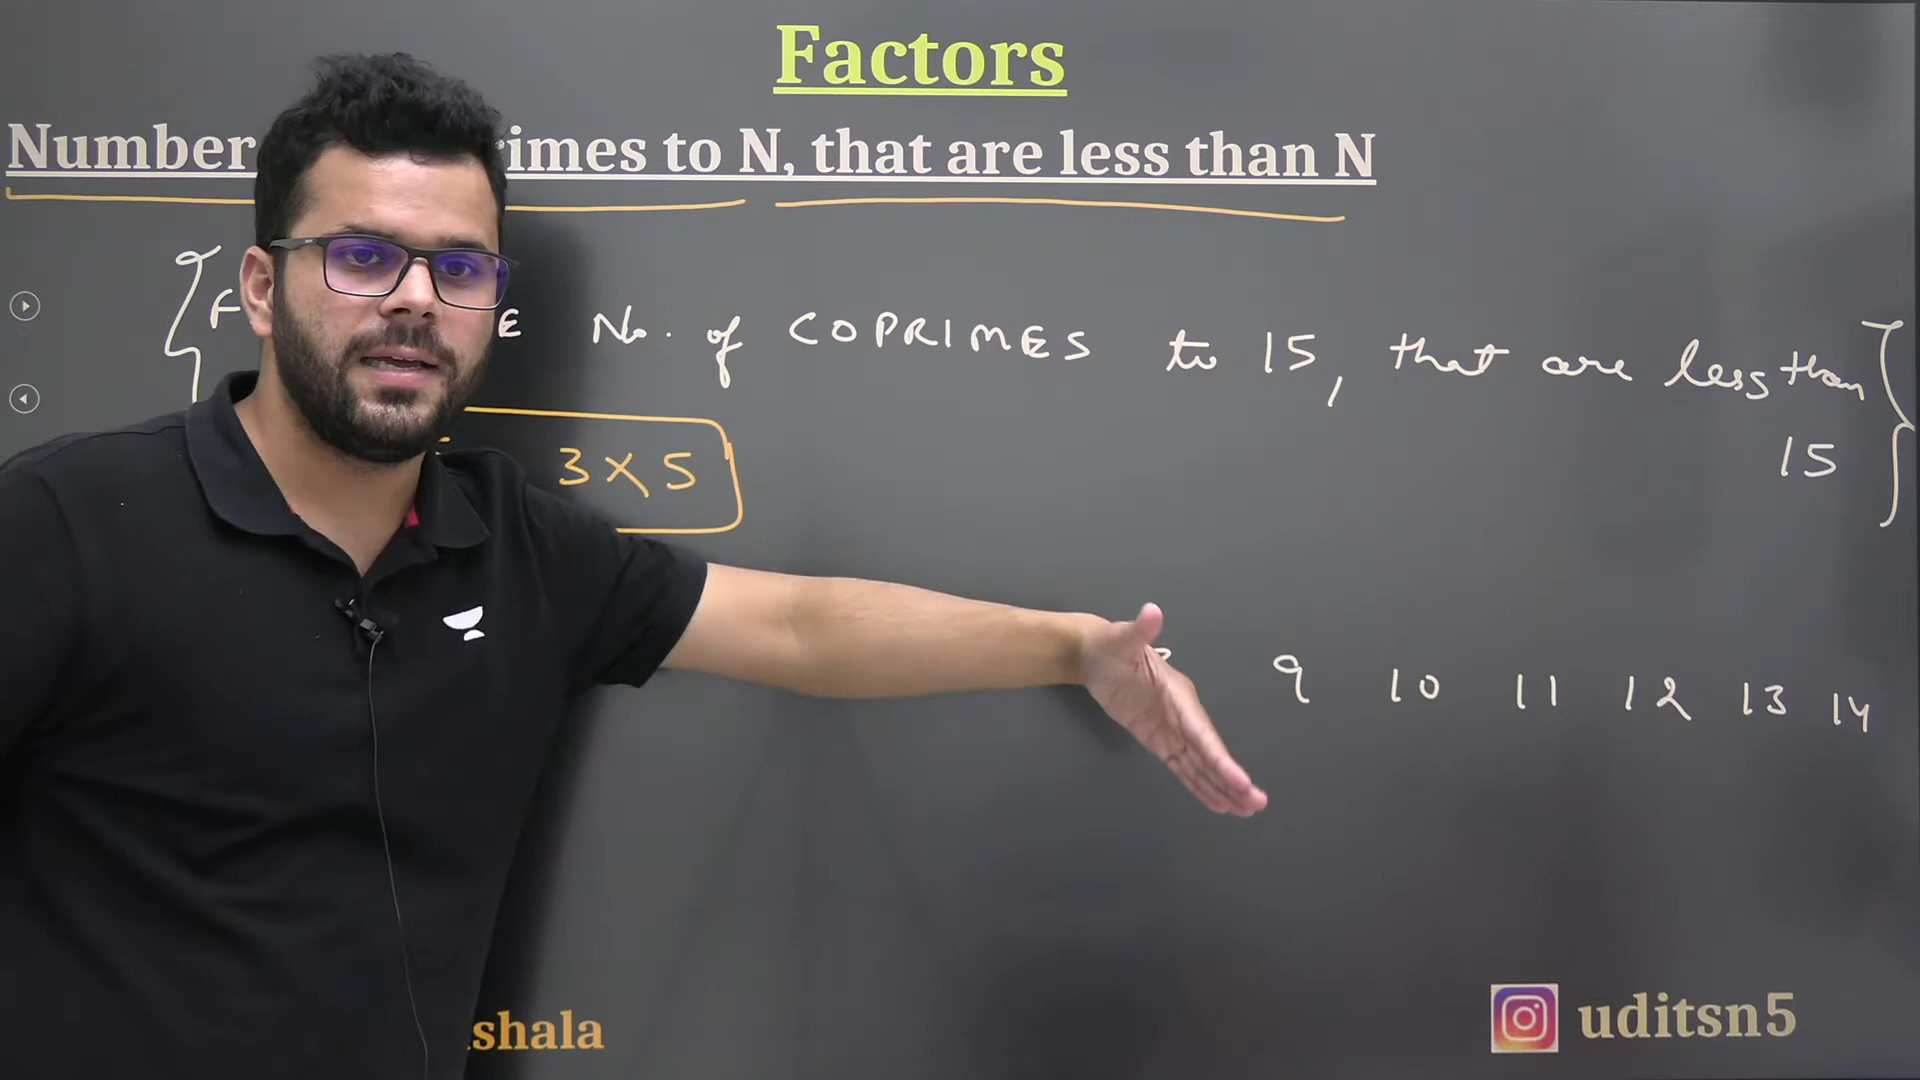 Factors
Number imes to N, that are less than N
F E No. of COPRIMES to 15, that are less than
15
3 X 5
9 10 11 12 13 14
shala
uditsn5